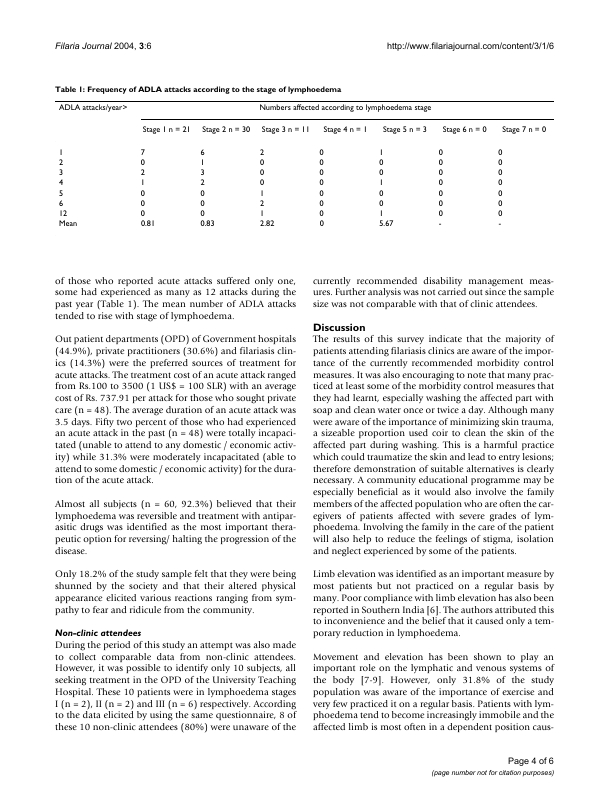 Filaria Journal 2004, 3:6
http://www.filariajournal.com/content/3/1/6
Table 1: Frequency of ADLA attacks according to the stage of lymphoedema
ADLA attacks/year> Numbers affected according to lymphoedema stage
Stage 1 n = 21 Stage 2 n = 30 Stage 3 n = 11 Stage 4 n = 1 Stage 5 n = 3 Stage 6 n = 0 Stage 7 n = 0
1 7 6 2 0 1 0 0
2 0 1 0 0 0 0 0
3 2 3 0 0 0 0 0
4 1 2 0 0 1 0 0
5 0 0 1 0 0 0 0
6 0 0 2 0 0 0 0
12 0 0 1 0 1 0 0
Mean 0.81 0.83 2.82 0 5.67 - -
of those who reported acute attacks suffered only one,
some had experienced as many as 12 attacks during the
past year (Table 1). The mean number of ADLA attacks
tended to rise with stage of lymphoedema.
Out patient departments (OPD) of Government hospitals
(44.9%), private practitioners (30.6%) and filariasis clin-
ics (14.3%) were the preferred sources of treatment for
acute attacks. The treatment cost of an acute attack ranged
from Rs.100 to 3500 (1 US$ = 100 SLR) with an average
cost of Rs. 737.91 per attack for those who sought private
care (n = 48). The average duration of an acute attack was
3.5 days. Fifty two percent of those who had experienced
an acute attack in the past (n = 48) were totally incapaci-
tated (unable to attend to any domestic / economic activ-
ity) while 31.3% were moderately incapacitated (able to
attend to some domestic / economic activity) for the dura-
tion of the acute attack.
Almost all subjects (n = 60, 92.3%) believed that their
lymphoedema was reversible and treatment with antipar-
asitic drugs was identified as the most important thera-
peutic option for reversing/ halting the progression of the
disease.
Only 18.2% of the study sample felt that they were being
shunned by the society and that their altered physical
appearance elicited various reactions ranging from sym-
pathy to fear and ridicule from the community.
Non-clinic attendees
During the period of this study an attempt was also made
to collect comparable data from non-clinic attendees.
However, it was possible to identify only 10 subjects, all
seeking treatment in the OPD of the University Teaching
Hospital. These 10 patients were in lymphoedema stages
I (n = 2), II (n = 2) and III (n = 6) respectively. According
to the data elicited by using the same questionnaire, 8 of
these 10 non-clinic attendees (80%) were unaware of the
currently recommended disability management meas-
ures. Further analysis was not carried out since the sample
size was not comparable with that of clinic attendees.
Discussion
The results of this survey indicate that the majority of
patients attending filariasis clinics are aware of the impor-
tance of the currently recommended morbidity control
measures. It was also encouraging to note that many prac-
ticed at least some of the morbidity control measures that
they had learnt, especially washing the affected part with
soap and clean water once or twice a day. Although many
were aware of the importance of minimizing skin trauma,
a sizeable proportion used coir to clean the skin of the
affected part during washing. This is a harmful practice
which could traumatize the skin and lead to entry lesions;
therefore demonstration of suitable alternatives is clearly
necessary. A community educational programme may be
especially beneficial as it would also involve the family
members of the affected population who are often the car-
egivers of patients affected with severe grades of lym-
phoedema. Involving the family in the care of the patient
will also help to reduce the feelings of stigma, isolation
and neglect experienced by some of the patients.
Limb elevation was identified as an important measure by
most patients but not practiced on a regular basis by
many. Poor compliance with limb elevation has also been
reported in Southern India [6]. The authors attributed this
to inconvenience and the belief that it caused only a tem-
porary reduction in lymphoedema.
Movement and elevation has been shown to play an
important role on the lymphatic and venous systems of
the body [7-9]. However, only 31.8% of the study
population was aware of the importance of exercise and
very few practiced it on a regular basis. Patients with lym-
phoedema tend to become increasingly immobile and the
affected limb is most often in a dependent position caus-
Page 4 of 6
(page number not for citation purposes)